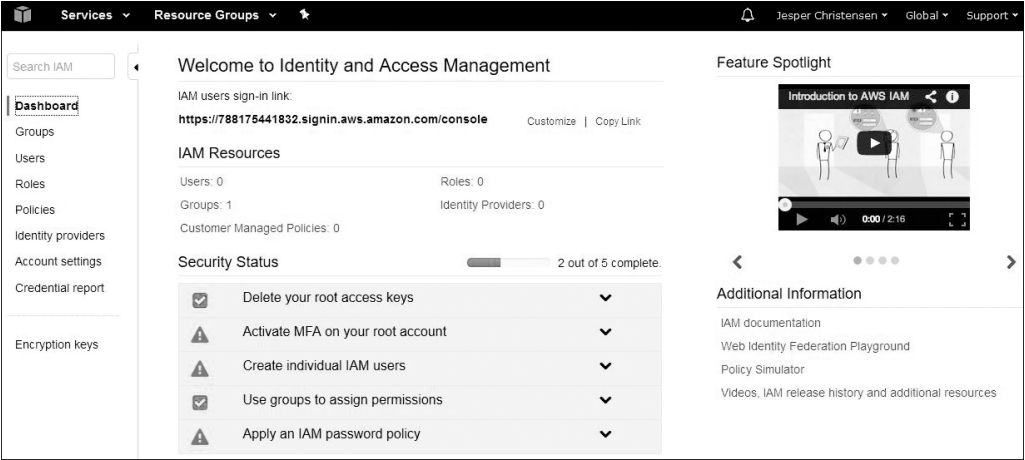 Services Resource Groups Jesper Christensen Global Support
Search IAM
Dashboard
Groups
Users
Roles
Policies
Identity providers
Account settings
Credential report
Encryption keys
Welcome to Identity and Access Management
IAM users sign-in link:
https://788175441832.signin.aws.amazon.com/console Customize | Copy Link
IAM Resources
Users: 0 Roles: 0
Groups: 1 Identity Providers: 0
Customer Managed Policies: 0
Security Status 2 out of 5 complete.
Delete your root access keys
Activate MFA on your root account
Create individual IAM users
Use groups to assign permissions
Apply an IAM password policy
Feature Spotlight
Introduction to AWS IAM
0:00 / 2:16
Additional Information
IAM documentation
Web Identity Federation Playground
Policy Simulator
Videos, IAM release history and additional resources